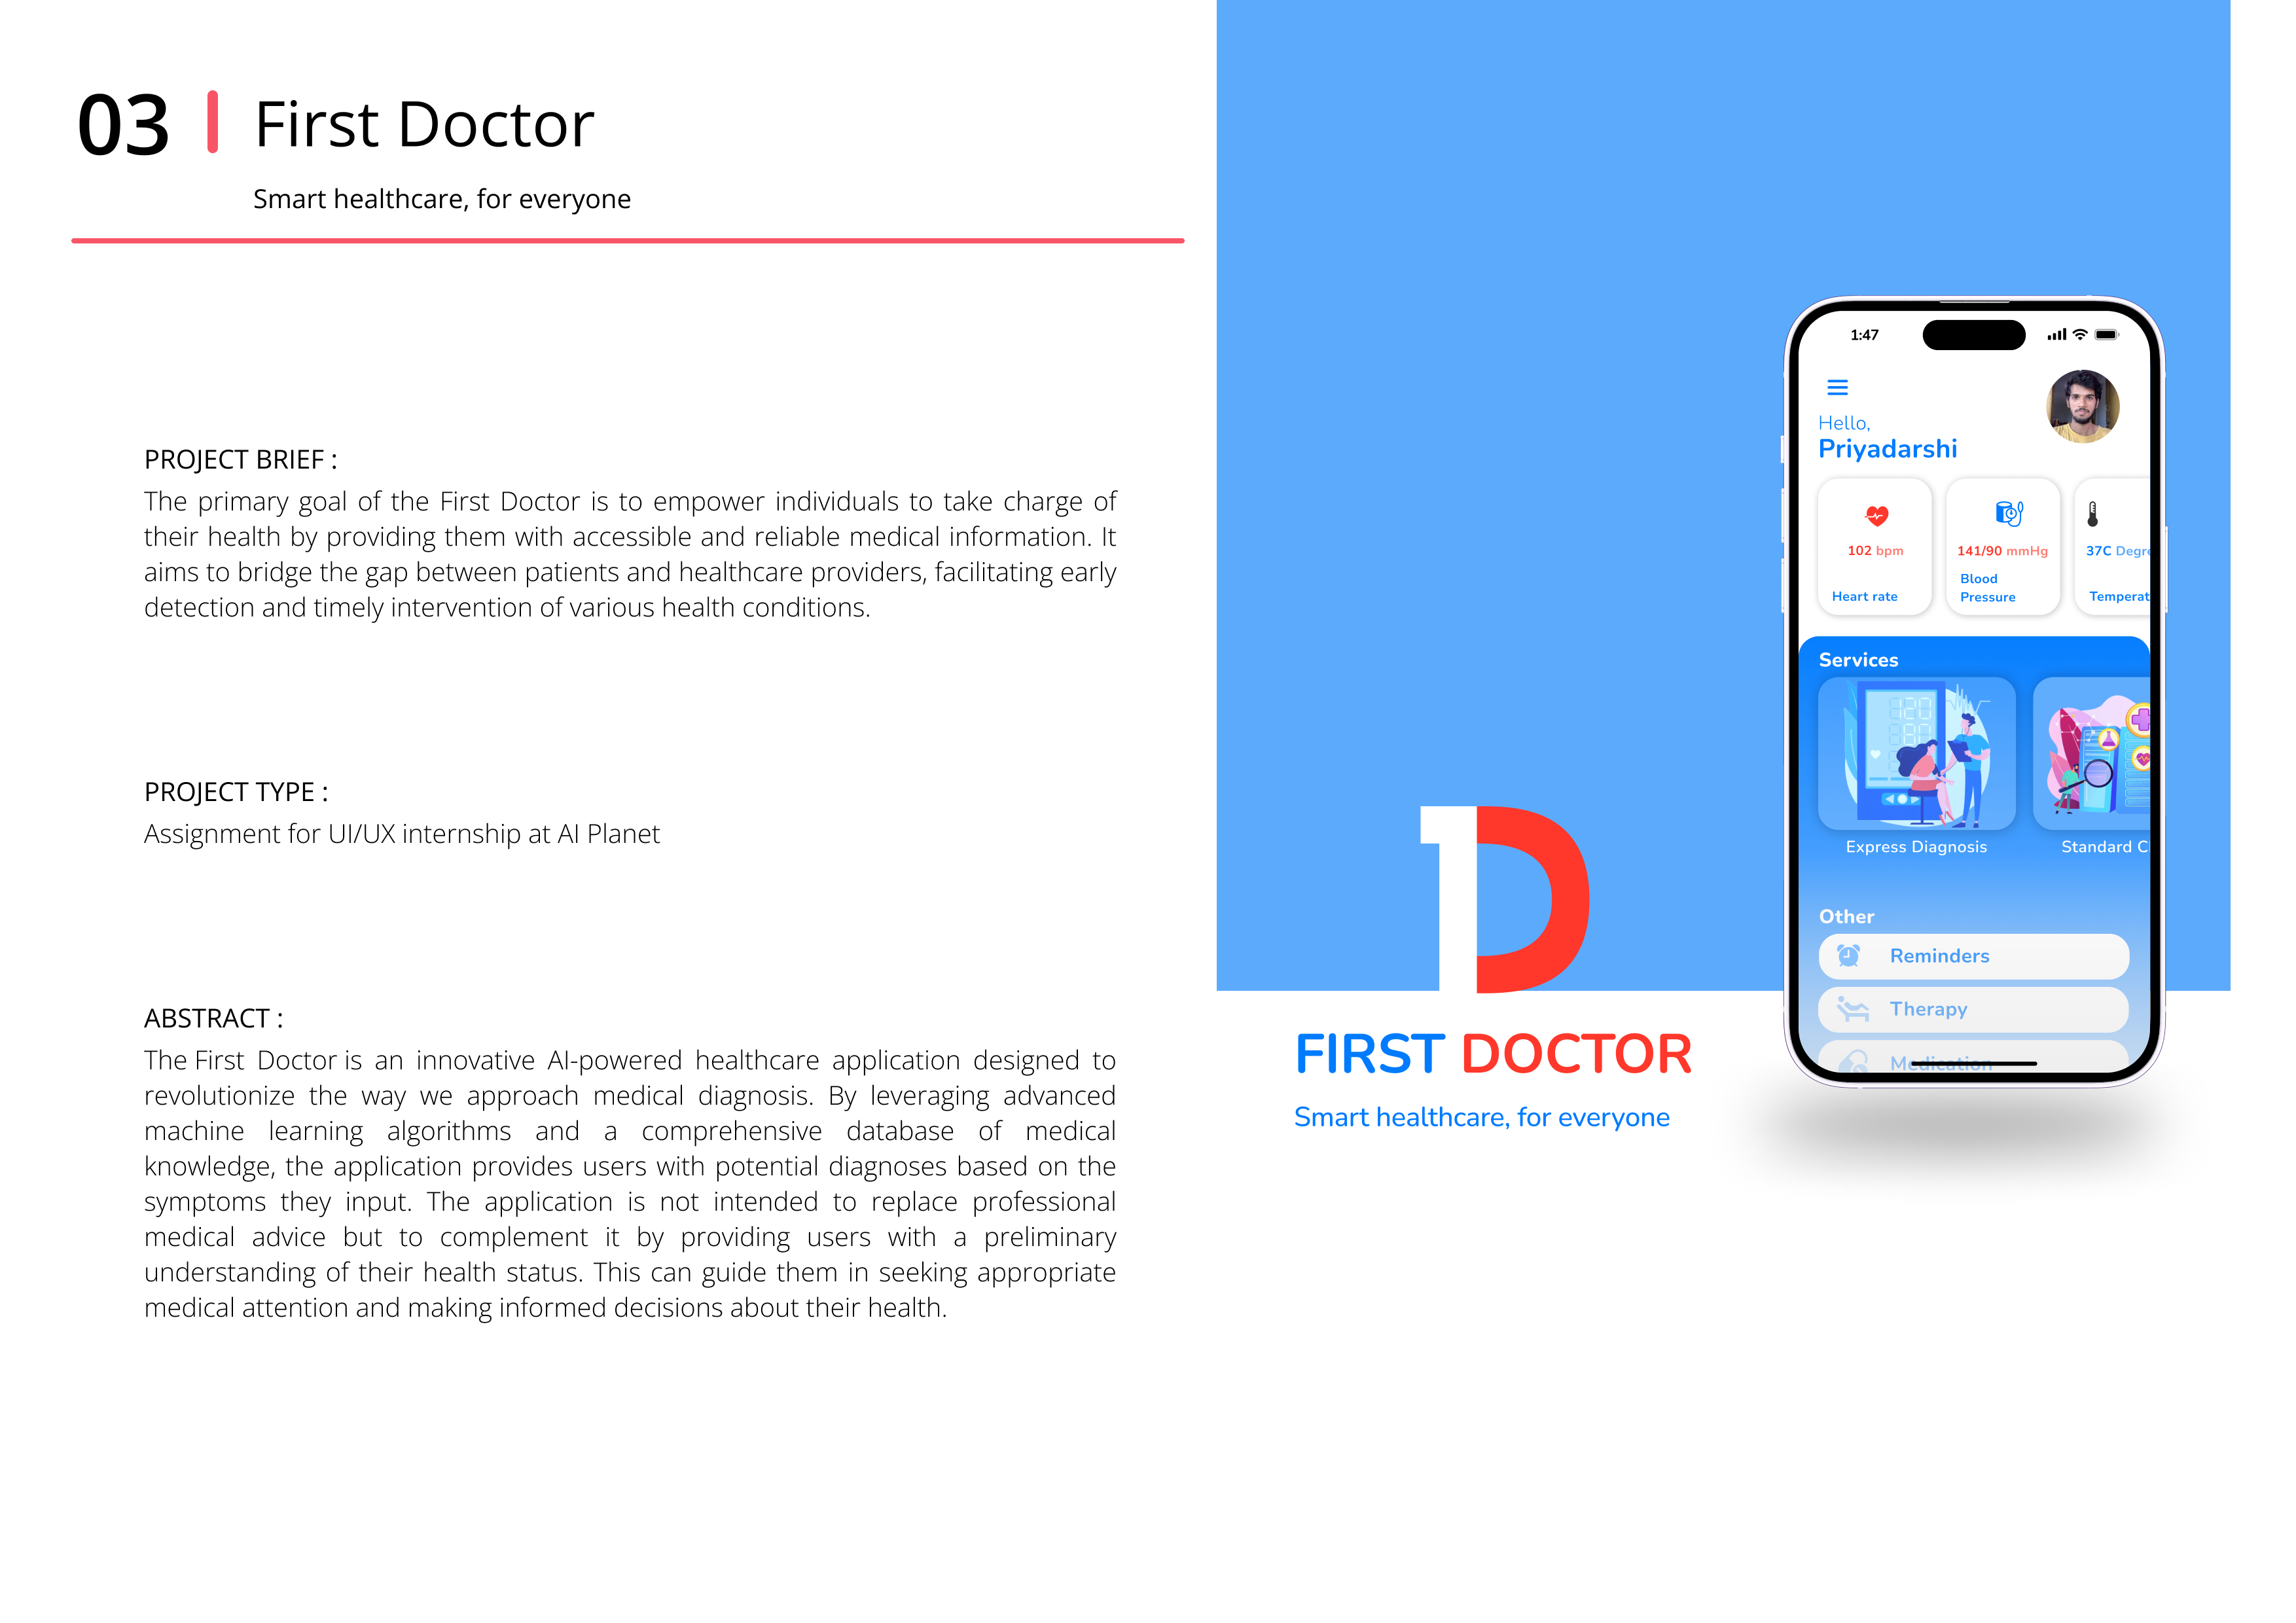 03
First Doctor
Smart healthcare, for everyone
PROJECT BRIEF :
The primary goal of the First Doctor is to empower individuals to take charge of
their health by providing them with accessible and reliable medical information. It
aims to bridge the gap between patients and healthcare providers, facilitating early
detection and timely intervention of various health conditions.
PROJECT TYPE :
Assignment for UI/UX internship at AI Planet
ABSTRACT :
The First Doctor is an innovative AI-powered healthcare application designed to
revolutionize the way we approach medical diagnosis. By leveraging advanced
machine learning algorithms and a comprehensive database of medical
knowledge, the application provides users with potential diagnoses based on the
symptoms they input. The application is not intended to replace professional
medical advice but to complement it by providing users with a preliminary
understanding of their health status. This can guide them in seeking appropriate
medical attention and making informed decisions about their health.
1D
FIRST DOCTOR
Smart healthcare, for everyone
1:47
Hello,
Priyadarshi
102 bpm
Heart rate
141/90 mmHg
Blood
Pressure
37C Degre
Temperat
Services
Express Diagnosis
Standard C
Other
Reminders
Therapy
Medication